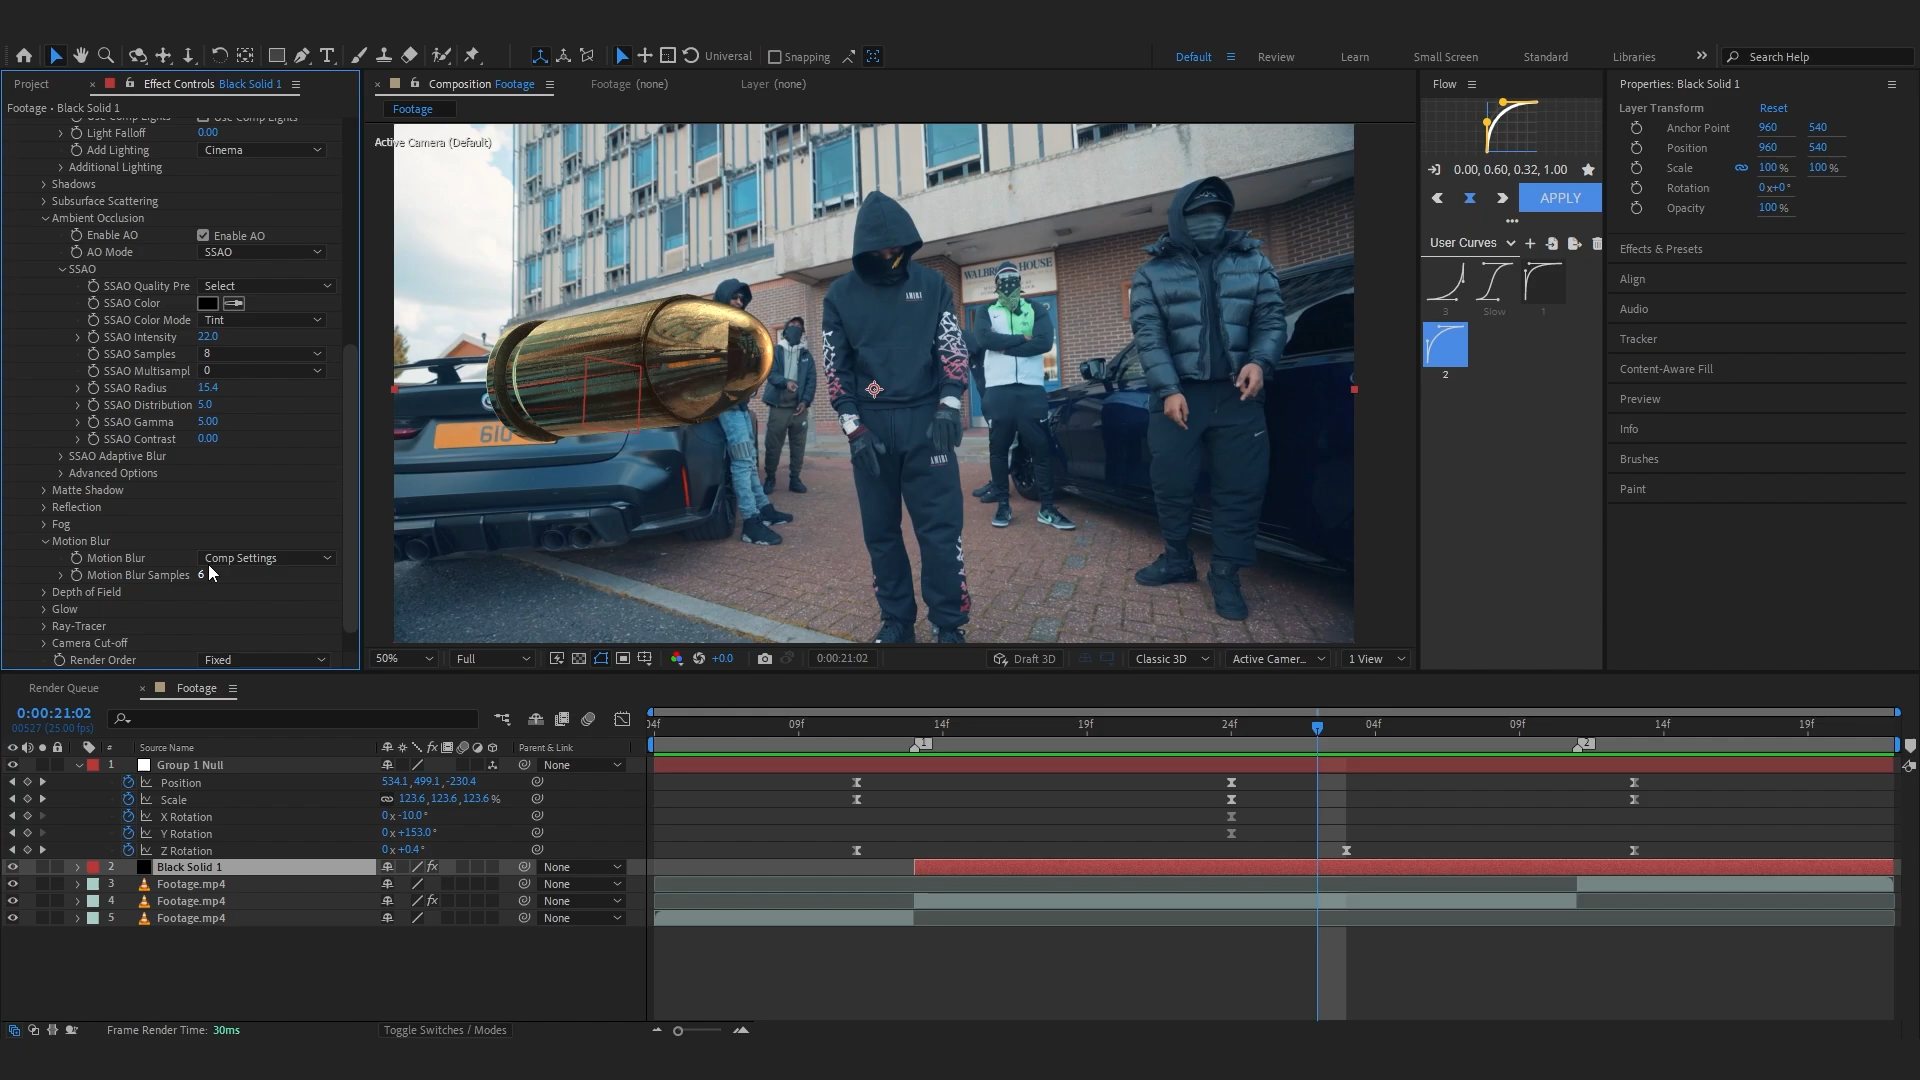 Universal
Snapping
Default
Review
Learn
Small Screen
Standard
Libraries
Search Help
Project
Effect Controls Black Solid 1
Composition Footage
Footage (none)
Layer (none)
Flow
Properties: Black Solid 1
Footage • Black Solid 1
Footage
Use Comp Lights
Use Comp Lights
Light Falloff 0.00
Add Lighting Cinema
Additional Lighting
Shadows
Subsurface Scattering
Ambient Occlusion
Enable AO Enable AO
AO Mode SSAO
SSAO
SSAO Quality Pre Select
SSAO Color
SSAO Color Mode Tint
SSAO Intensity 22.0
SSAO Samples 8
SSAO Multisampl 0
SSAO Radius 15.4
SSAO Distribution 5.0
SSAO Gamma 5.00
SSAO Contrast 0.00
SSAO Adaptive Blur
Advanced Options
Matte Shadow
Reflection
Fog
Motion Blur
Motion Blur Comp Settings
Motion Blur Samples 6
Depth of Field
Glow
Ray-Tracer
Camera Cut-off
Render Order Fixed
Active Camera (Default)
HOUSE
AMIRI
AMIRI
50%
Full
+0.0
0:00:21:02
Draft 3D
Classic 3D
Active Camer...
1 View
0.00, 0.60, 0.32, 1.00
APPLY
User Curves
3
Slow
1
2
Layer Transform Reset
Anchor Point 960 540
Position 960 540
Scale 100 % 100 %
Rotation 0 x+0°
Opacity 100 %
Effects & Presets
Align
Audio
Tracker
Content-Aware Fill
Preview
Info
Brushes
Paint
Render Queue
Footage
0:00:21:02
00527 (25.00 fps)
04f
09f
14f
19f
24f
04f
09f
14f
19f
1
2
# Source Name
fx
Parent & Link
1 Group 1 Null None
Position 534.1, 499.1, -230.4
Scale 123.6, 123.6, 123.6 %
X Rotation 0 x -10.0°
Y Rotation 0 x +153.0°
Z Rotation 0 x +0.4°
2 Black Solid 1 fx None
3 Footage.mp4 None
4 Footage.mp4 fx None
5 Footage.mp4 None
Frame Render Time: 30ms
Toggle Switches / Modes